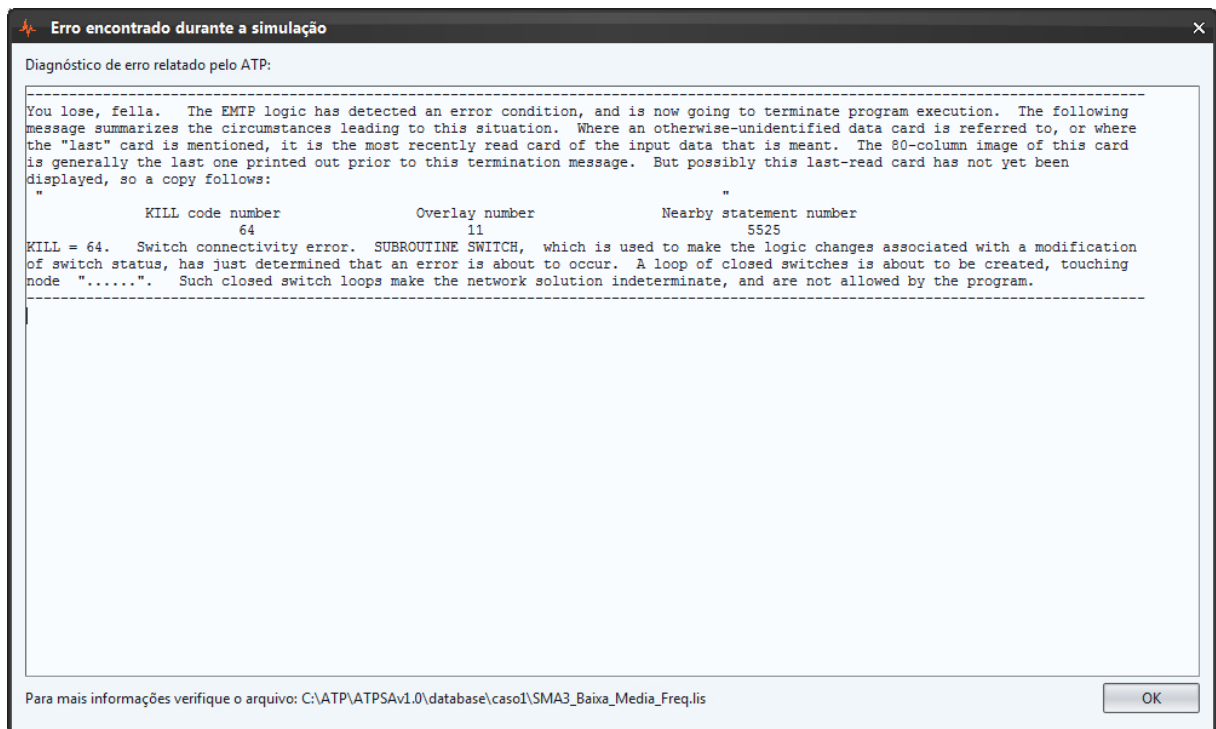 Erro encontrado durante a simulação
Diagnóstico de erro relatado pelo ATP:
---------------------------------------------------------------------------------------------------------------------------------
You lose, fella.   The EMTP logic has detected an error condition, and is now going to terminate program execution.  The following
message summarizes the circumstances leading to this situation.  Where an otherwise-unidentified data card is referred to, or where
the "last" card is mentioned, it is the most recently read card of the input data that is meant.  The 80-column image of this card
is generally the last one printed out prior to this termination message.  But possibly this last-read card has not yet been
displayed, so a copy follows:
"                                                                                "
KILL code number                Overlay number               Nearby statement number
64                         11                               5525
KILL = 64.   Switch connectivity error.  SUBROUTINE SWITCH,  which is used to make the logic changes associated with a modification
of switch status, has just determined that an error is about to occur.  A loop of closed switches is about to be created, touching
node  "......".   Such closed switch loops make the network solution indeterminate, and are not allowed by the program.
---------------------------------------------------------------------------------------------------------------------------------
Para mais informações verifique o arquivo: C:\ATP\ATPSAv1.0\database\caso1\SMA3_Baixa_Media_Freq.lis
OK